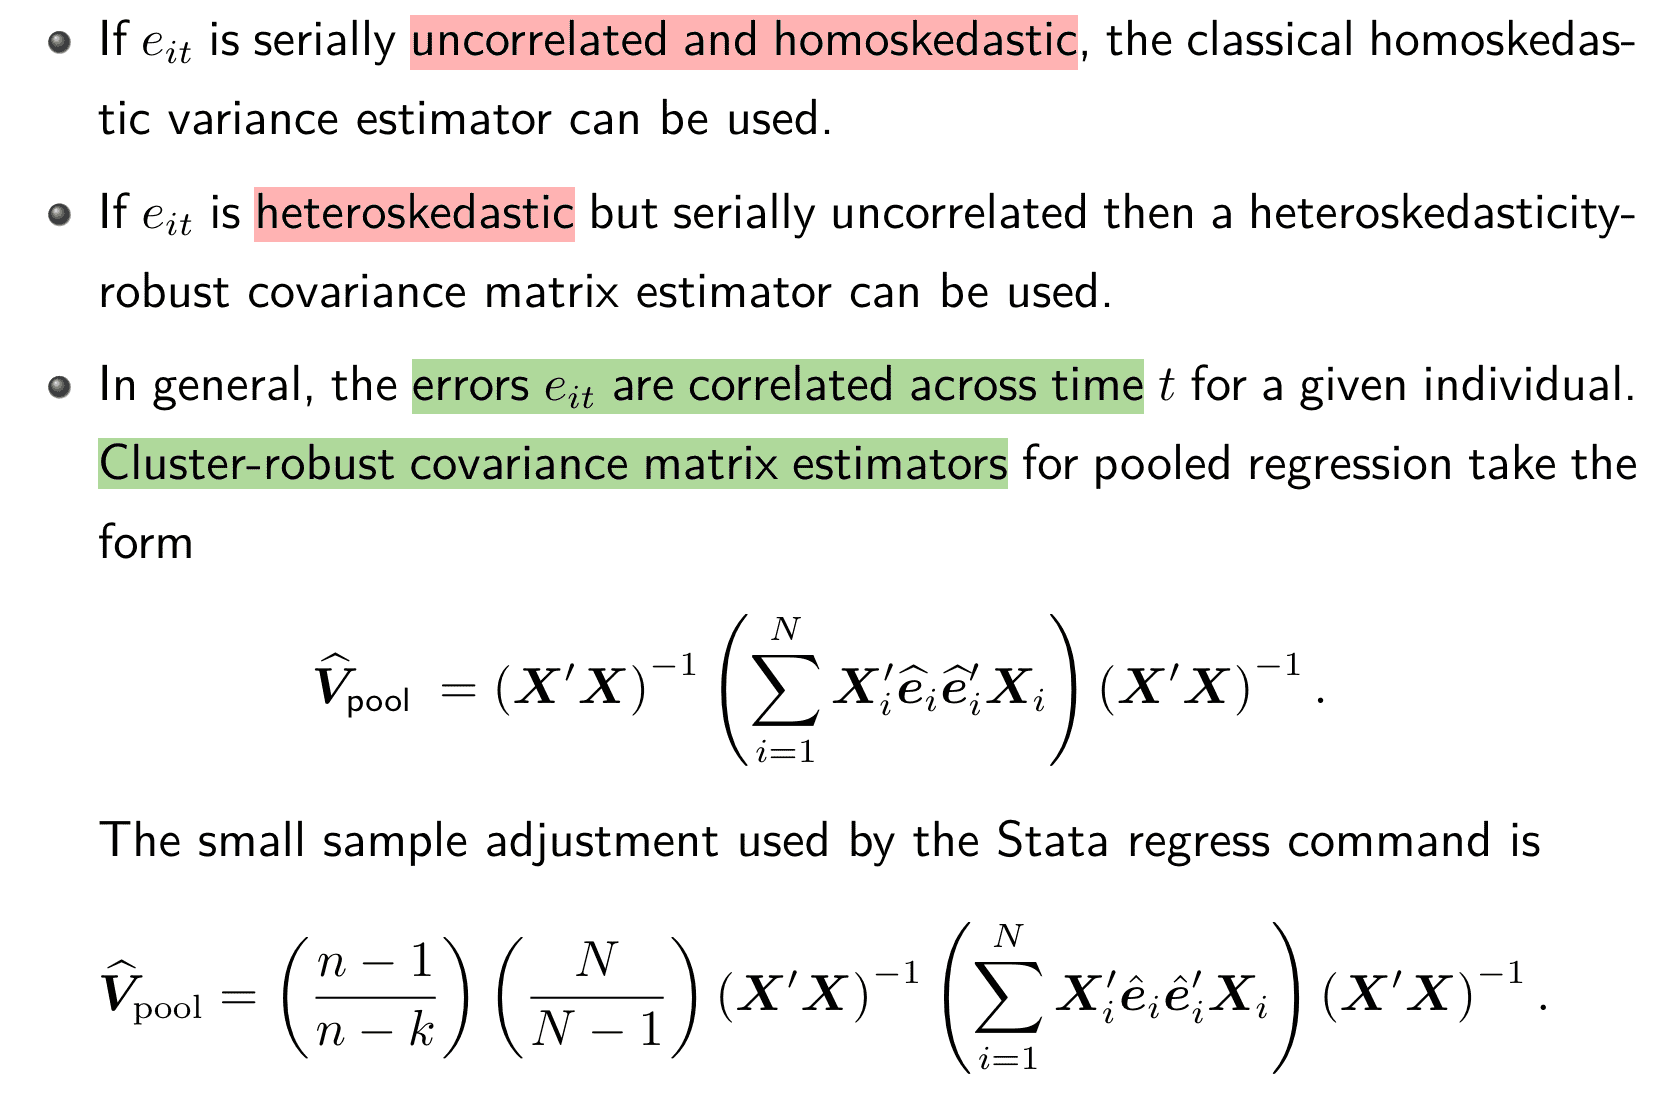 • If $e_{it}$ is serially uncorrelated and homoskedastic, the classical homoskedas-
tic variance estimator can be used.
• If $e_{it}$ is heteroskedastic but serially uncorrelated then a heteroskedasticity-
robust covariance matrix estimator can be used.
• In general, the errors $e_{it}$ are correlated across time $t$ for a given individual.
Cluster-robust covariance matrix estimators for pooled regression take the
form
$\widehat{\boldsymbol{V}}_{\text{pool}} = (\boldsymbol{X}'\boldsymbol{X})^{-1} \left( \sum_{i=1}^{N} \boldsymbol{X}_i' \widehat{\boldsymbol{e}}_i \widehat{\boldsymbol{e}}_i' \boldsymbol{X}_i \right) (\boldsymbol{X}'\boldsymbol{X})^{-1}.$
The small sample adjustment used by the Stata regress command is
$\widehat{\boldsymbol{V}}_{\text{pool}} = \left( \frac{n-1}{n-k} \right) \left( \frac{N}{N-1} \right) (\boldsymbol{X}'\boldsymbol{X})^{-1} \left( \sum_{i=1}^{N} \boldsymbol{X}_i' \hat{\boldsymbol{e}}_i \hat{\boldsymbol{e}}_i' \boldsymbol{X}_i \right) (\boldsymbol{X}'\boldsymbol{X})^{-1}.$